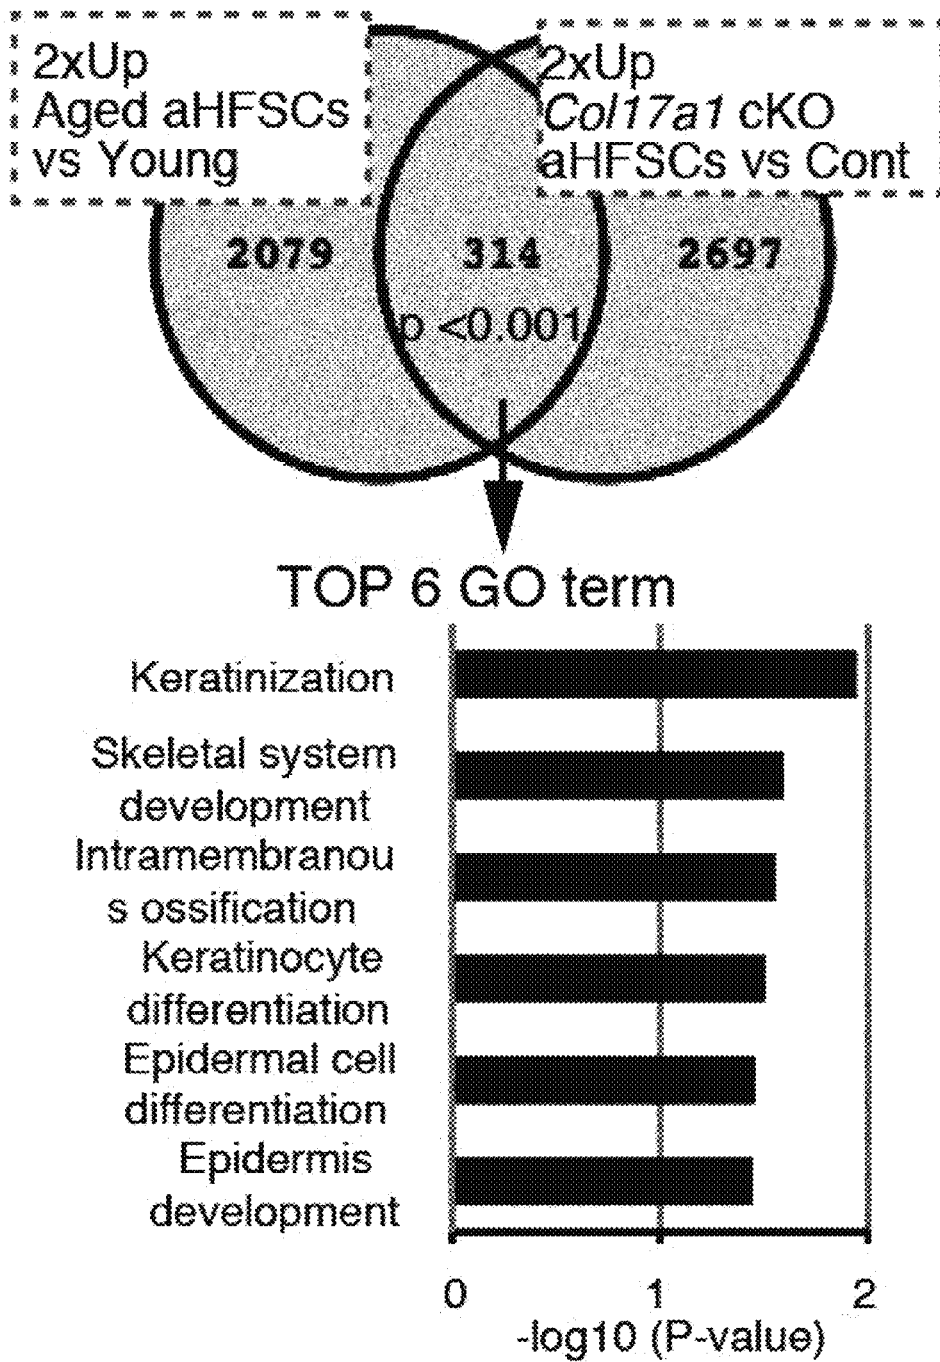 2xUp
Aged aHFSCs
vs Young
2xUp
Col17a1 cKO
aHFSCs vs Cont
2079
314
2697
p <0.001
TOP 6 GO term
Keratinization
Skeletal system
development
Intramembranou
s ossification
Keratinocyte
differentiation
Epidermal cell
differentiation
Epidermis
development
0 1 2
-log10 (P-value)